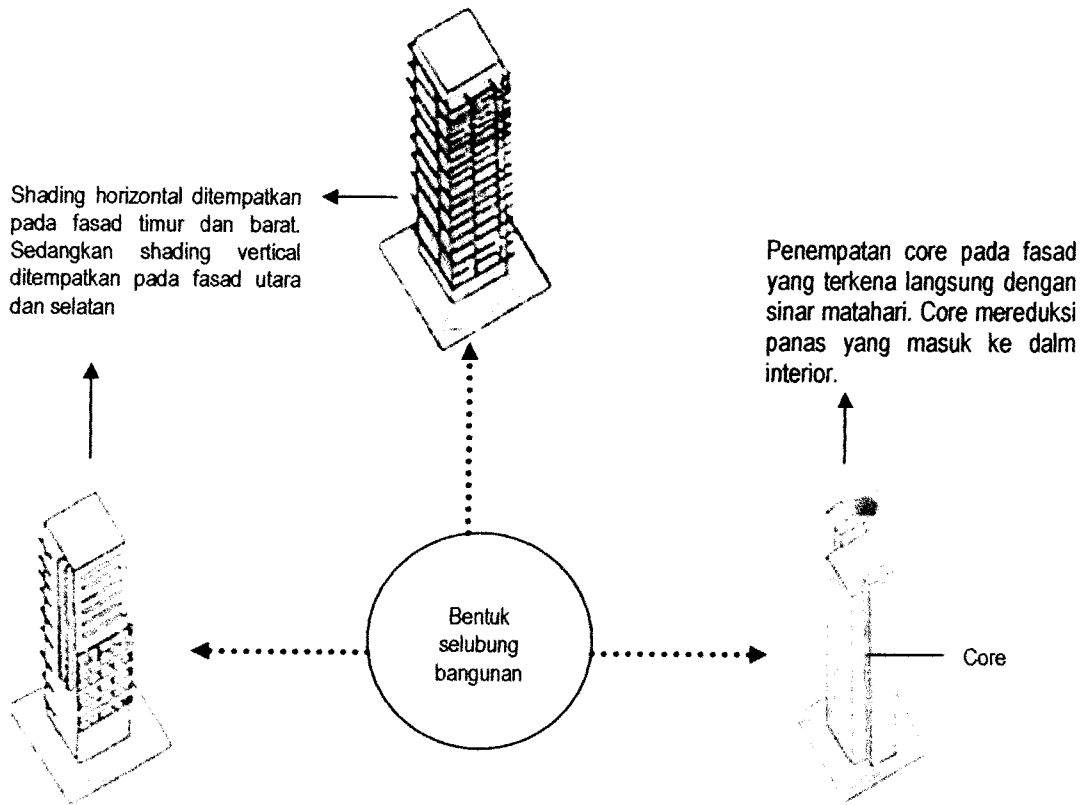 Shading horizontal ditempatkan
pada fasad timur dan barat.
Sedangkan shading vertical
ditempatkan pada fasad utara
dan selatan
Penempatan core pada fasad
yang terkena langsung dengan
sinar matahari. Core mereduksi
panas yang masuk ke dalm
interior.
Bentuk
selubung
bangunan
Core